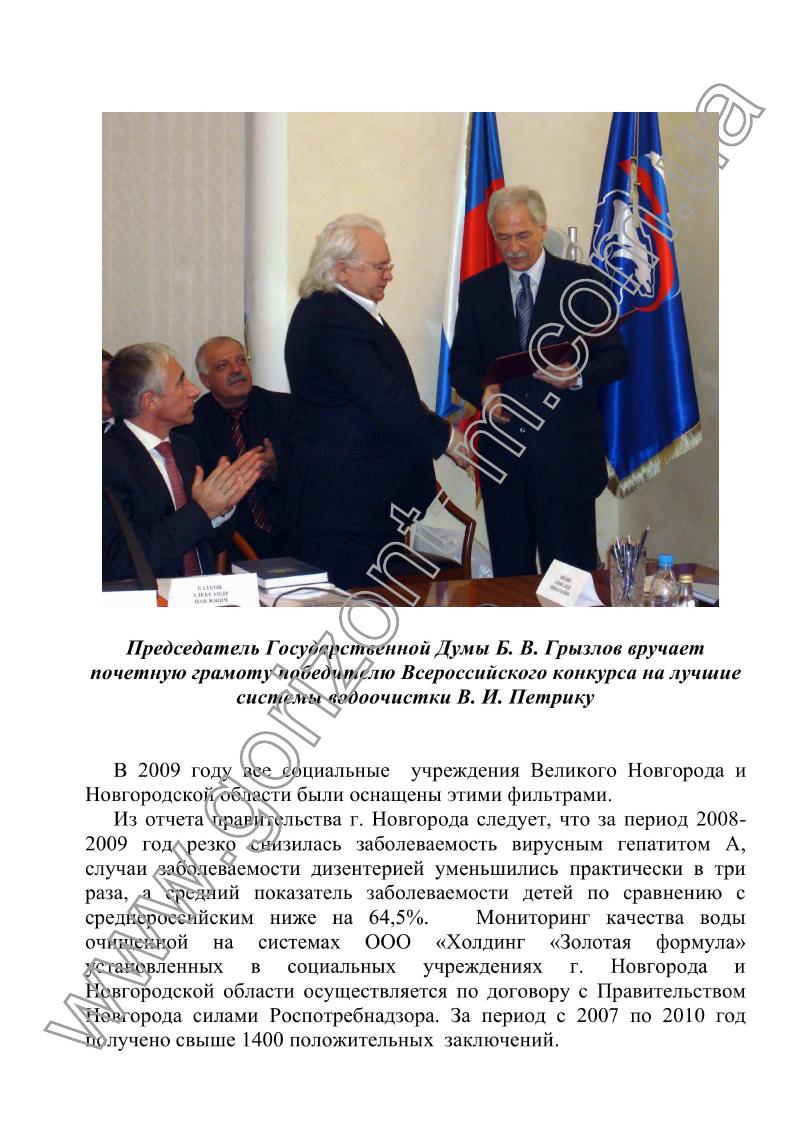 КАТКОВ
АЛЕКСАНДР
ПАВЛОВИЧ
Председатель Государственной Думы Б. В. Грызлов вручает
почетную грамоту победителю Всероссийского конкурса на лучшие
системы водоочистки В. И. Петрику
В 2009 году все социальные учреждения Великого Новгорода и
Новгородской области были оснащены этими фильтрами.
Из отчета правительства г. Новгорода следует, что за период 2008-
2009 год резко снизилась заболеваемость вирусным гепатитом А,
случаи заболеваемости дизентерией уменьшились практически в три
раза, а средний показатель заболеваемости детей по сравнению с
среднероссийским ниже на 64,5%. Мониторинг качества воды
очищенной на системах ООО «Холдинг «Золотая формула»
установленных в социальных учреждениях г. Новгорода и
Новгородской области осуществляется по договору с Правительством
Новгорода силами Роспотребнадзора. За период с 2007 по 2010 год
получено свыше 1400 положительных заключений.
www.gorizont-m.com.ua